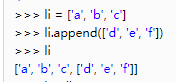 >>> li = ['a', 'b', 'c']
>>> li.append(['d', 'e', 'f'])
>>> li
['a', 'b', 'c', ['d', 'e', 'f']]